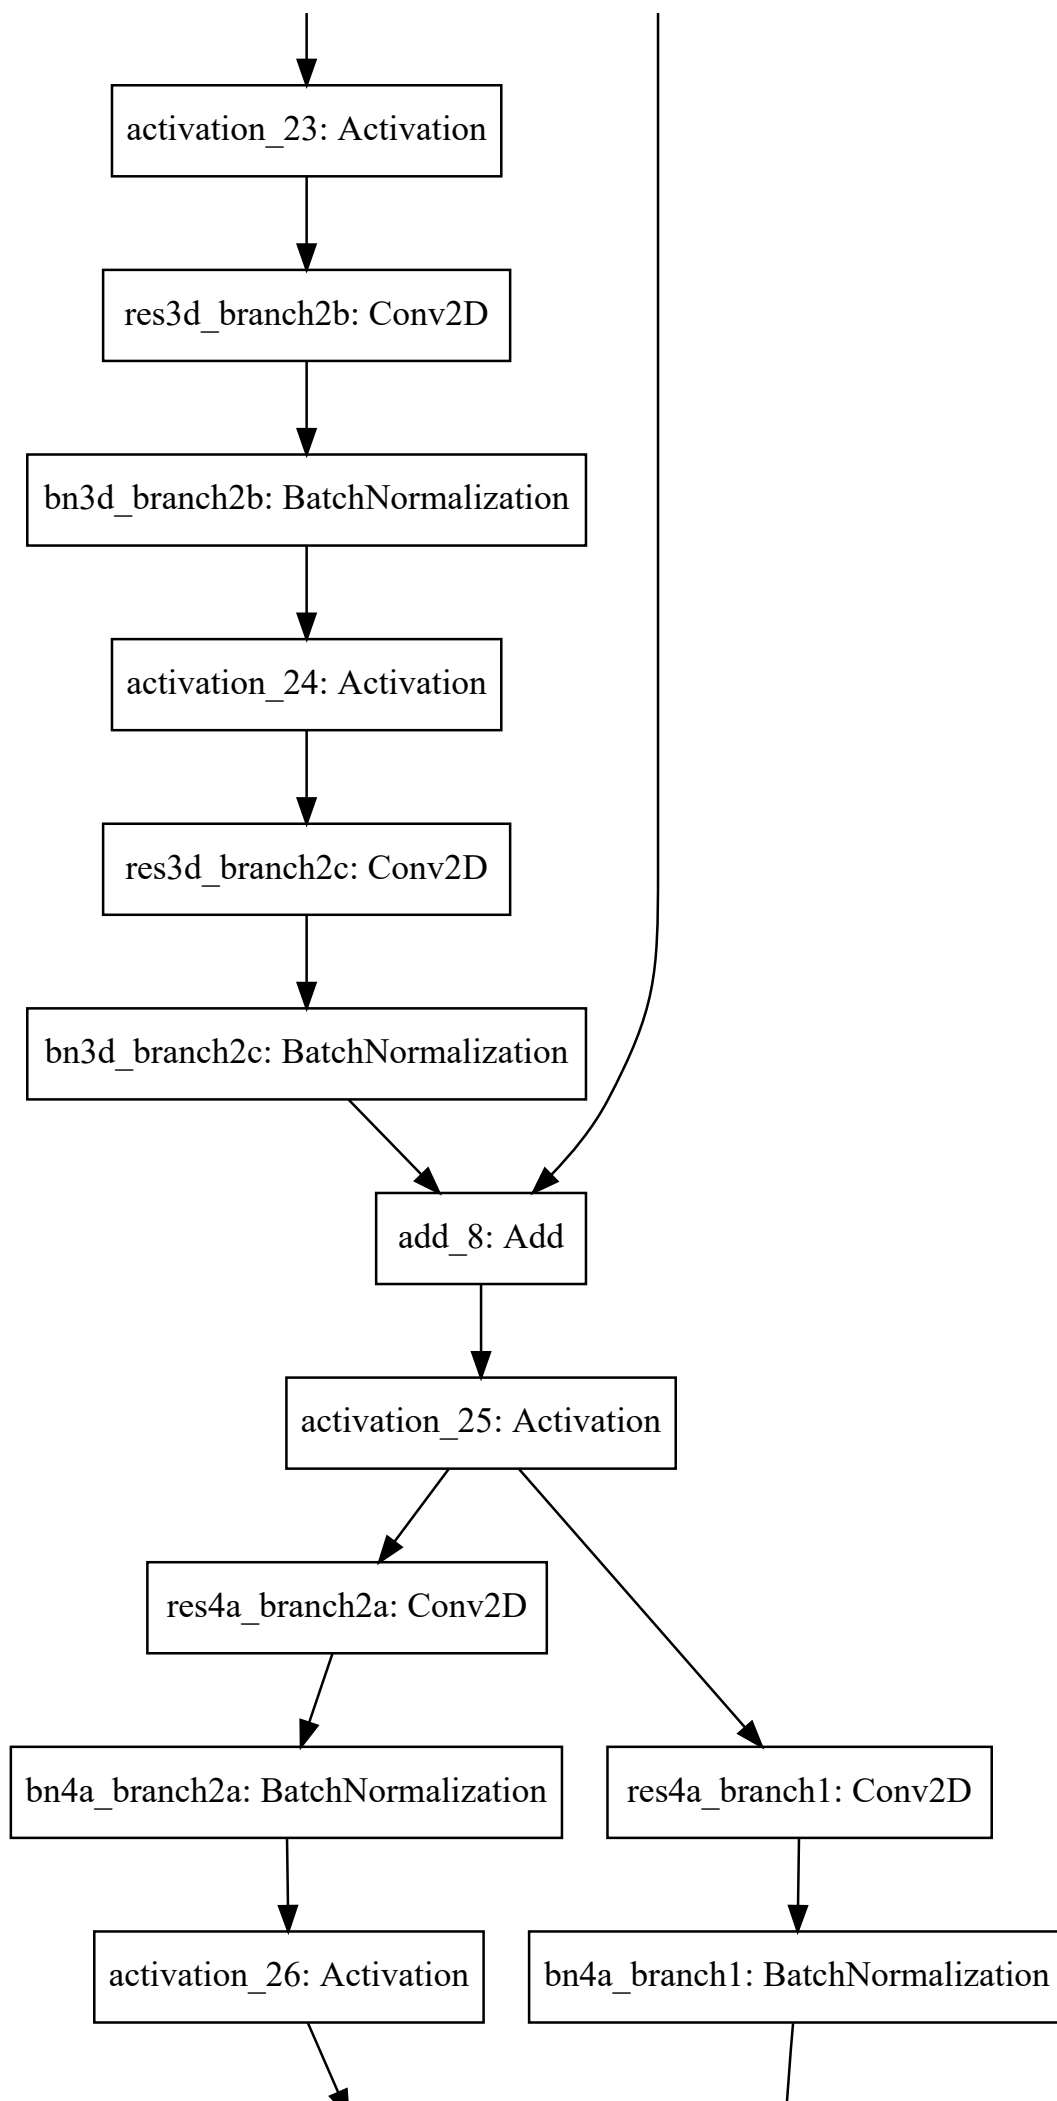 activation_23: Activation
res3d_branch2b: Conv2D
bn3d_branch2b: BatchNormalization
activation_24: Activation
res3d_branch2c: Conv2D
bn3d_branch2c: BatchNormalization
add_8: Add
activation_25: Activation
res4a_branch2a: Conv2D
bn4a_branch2a: BatchNormalization
res4a_branch1: Conv2D
activation_26: Activation
bn4a_branch1: BatchNormalization